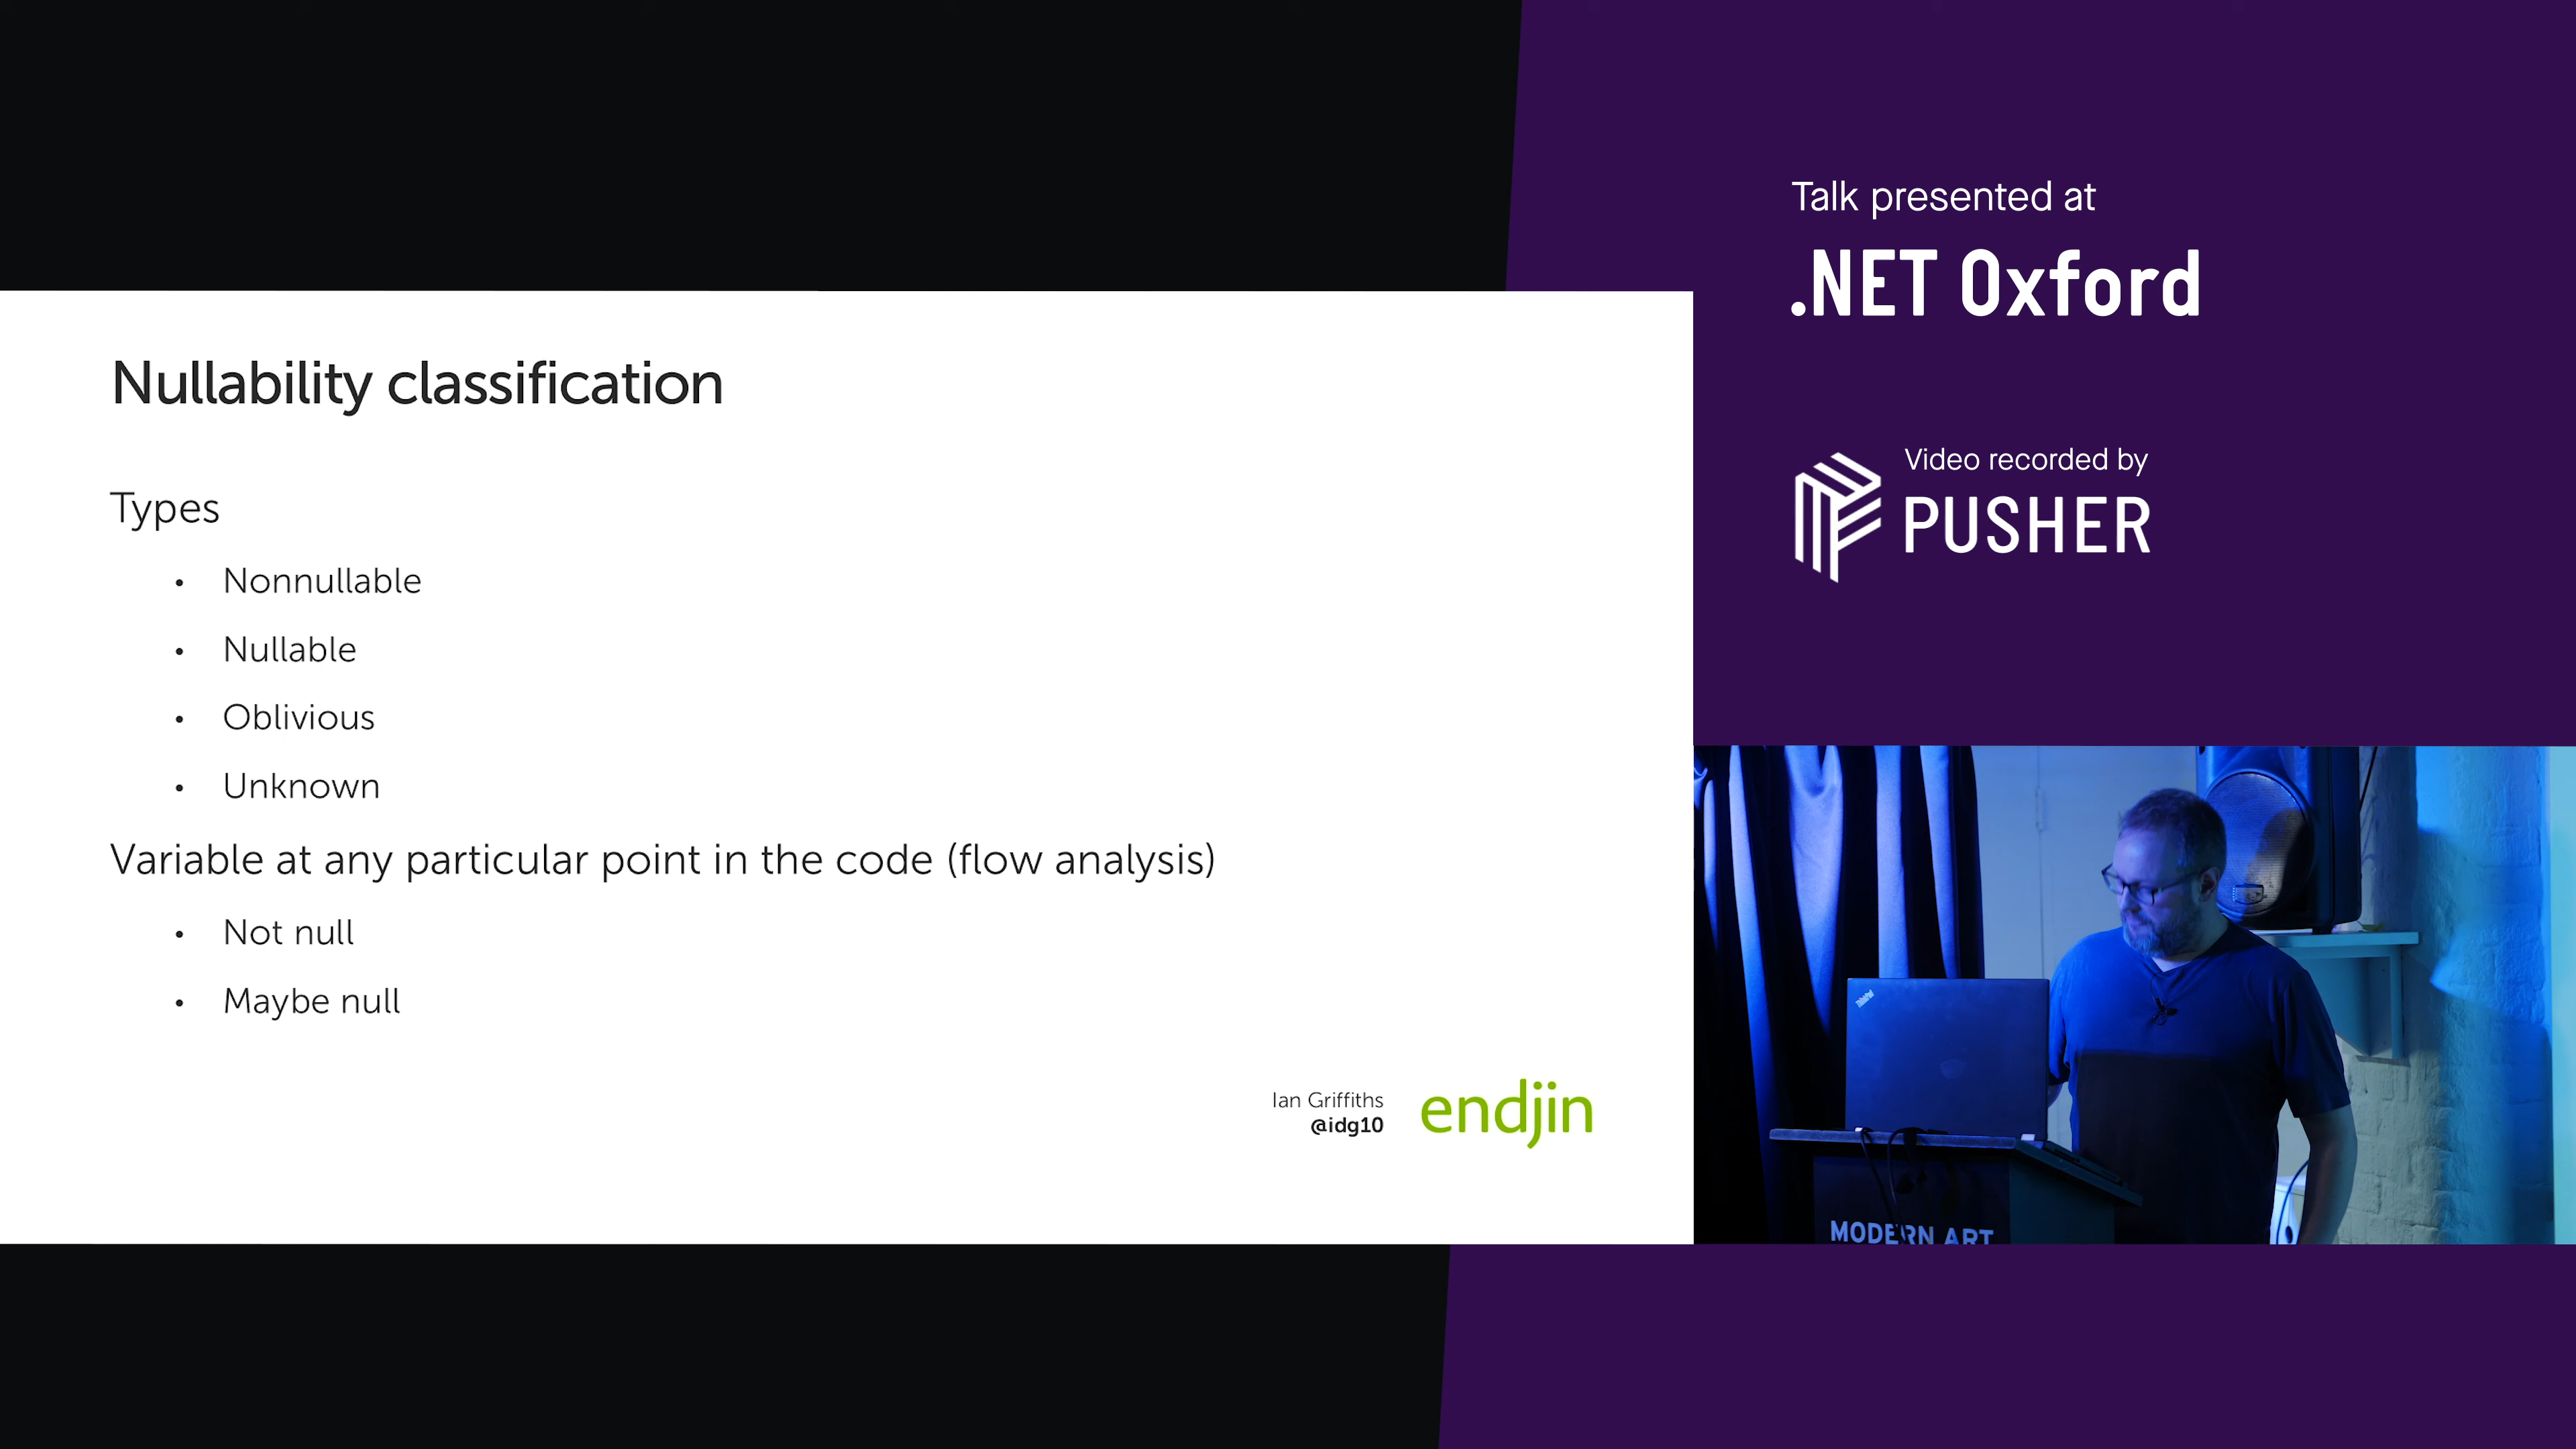 Talk presented at
.NET Oxford
Video recorded by
PUSHER
Nullability classification
Types
• Nonnullable
• Nullable
• Oblivious
• Unknown
Variable at any particular point in the code (flow analysis)
• Not null
• Maybe null
Ian Griffiths
@idg10
endjin
ThinkPad
MODERN ART